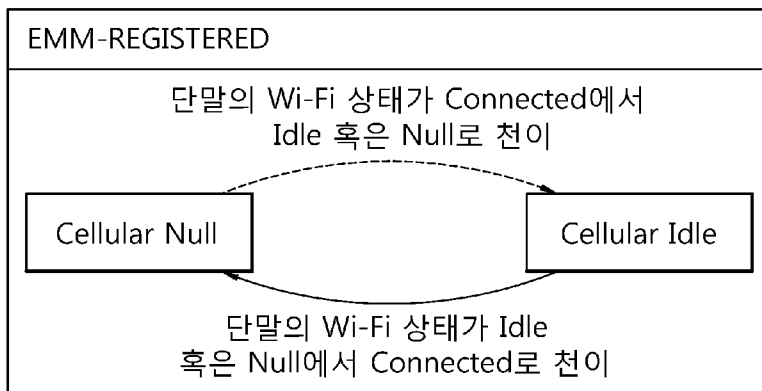 EMM-REGISTERED
단말의 Wi-Fi 상태가 Connected에서
Idle 혹은 Null로 천이
Cellular Null
Cellular Idle
단말의 Wi-Fi 상태가 Idle
혹은 Null에서 Connected로 천이